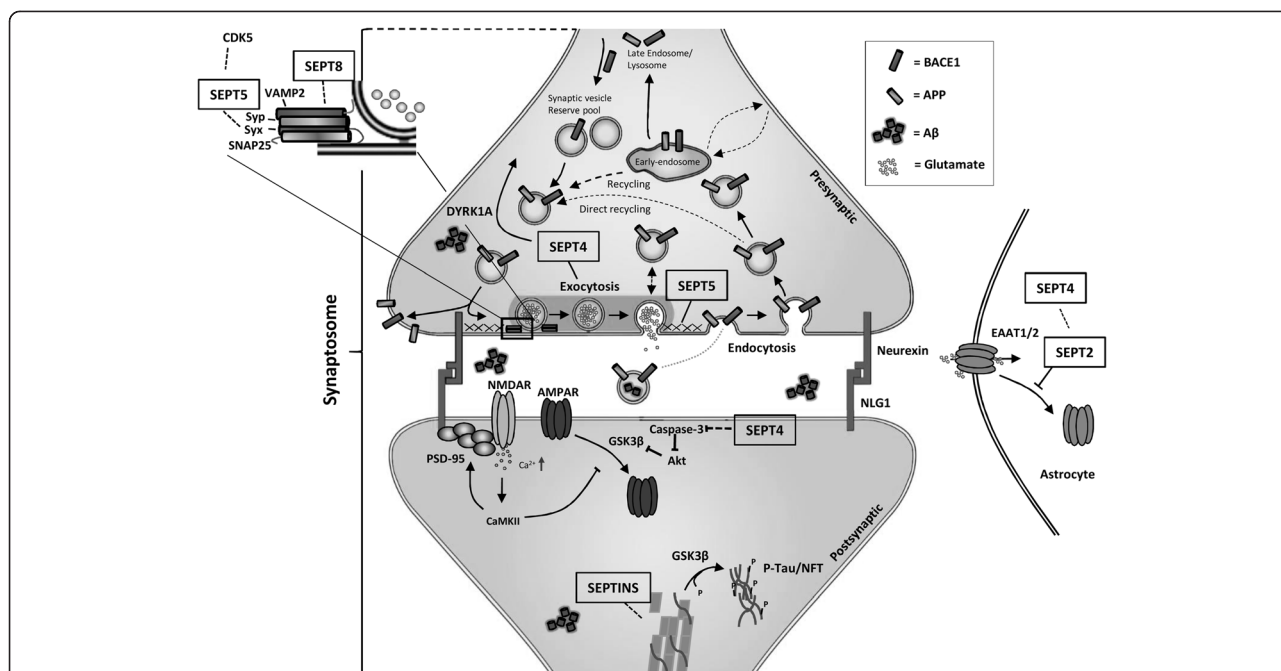 CDK5
SEPT8
SEPT5
VAMP2
Syp
Syx
SNAP25
Late Endosome/
Lysosome
Synaptic vesicle
Reserve pool
Early-endosome
Recycling
Direct recycling
DYRK1A
SEPT4
Exocytosis
SEPT5
Endocytosis
Presynaptic
= BACE1
= APP
= Aβ
= Glutamate
Synaptosome
Neurexin
NLG1
NMDAR
AMPAR
PSD-95
Ca²⁺
CaMKII
GSK3β
Caspase-3
Akt
SEPT4
Postsynaptic
SEPTINS
GSK3β
P
P-Tau/NFT
P
P
P
P
P
SEPT4
EAAT1/2
SEPT2
Astrocyte